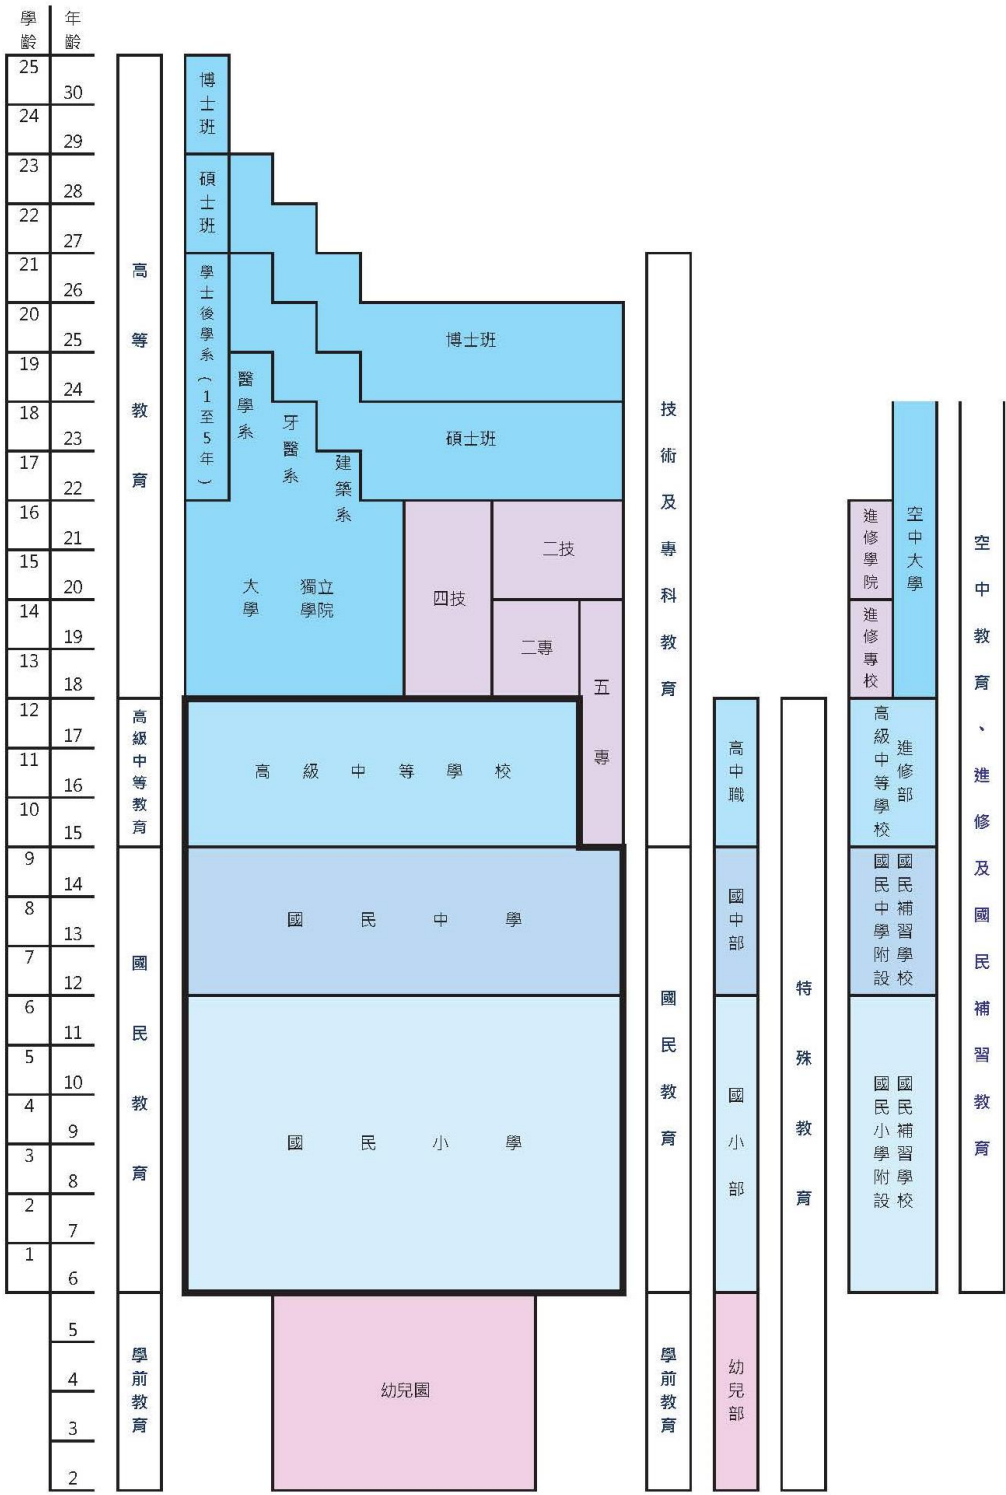 學齡
年齡
25
24
23
22
21
20
19
18
17
16
15
14
13
12
11
10
9
8
7
6
5
4
3
2
1
30
29
28
27
26
25
24
23
22
21
20
19
18
17
16
15
14
13
12
11
10
9
8
7
6
5
4
3
2
高等教育
高級中等教育
國民教育
學前教育
博士班
碩士班
學士後學系(1至5年)
醫學系
牙醫系
建築系
博士班
碩士班
大學
獨立學院
四技
二技
二專
五專
高級中等學校
國民中學
國民小學
幼兒園
技術及專科教育
國民教育
學前教育
高中職
國中部
國小部
幼兒部
特殊教育
進修學院
進修專校
空中大學
高級中等學校
進修部
國民中學附設
國民補習學校
國民小學附設
國民補習學校
空中教育、進修及國民補習教育